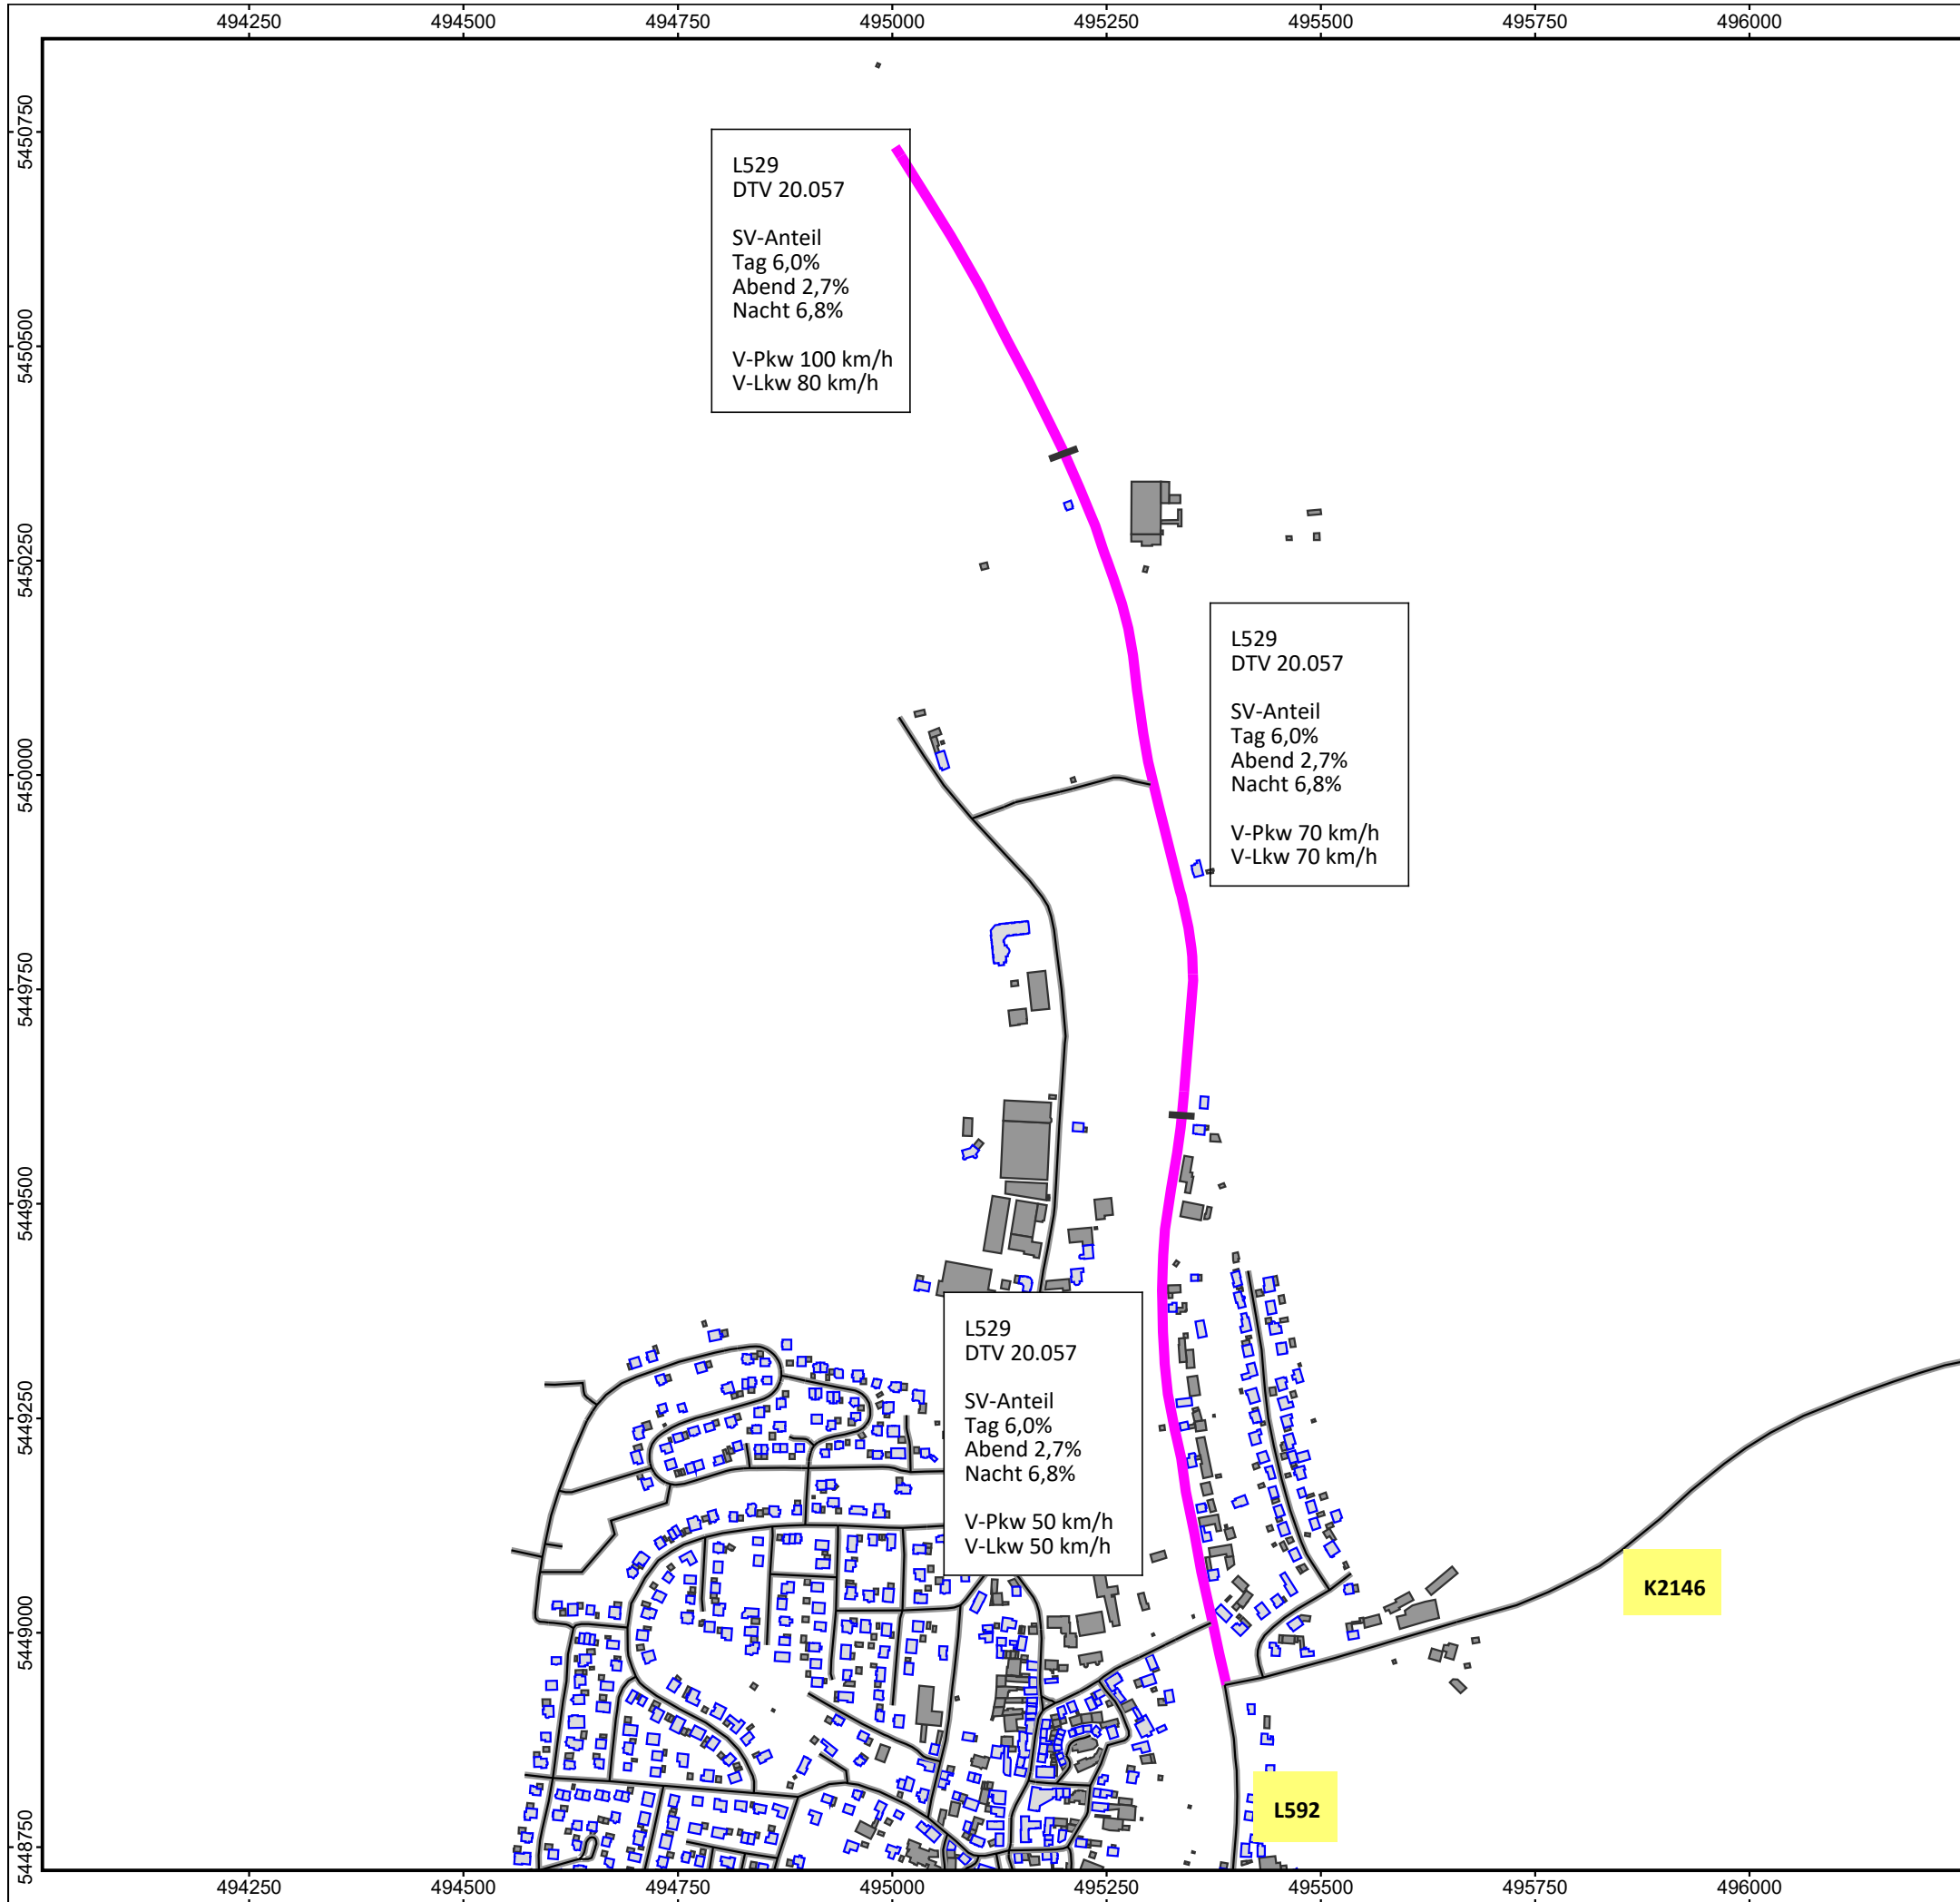 494250 494500 494750 495000 495250 495500 495750 496000
5450750
5450500
5450250
5450000
5449750
5449500
5449250
5449000
5448750
L529
DTV 20.057
SV-Anteil
Tag 6,0%
Abend 2,7%
Nacht 6,8%
V-Pkw 100 km/h
V-Lkw 80 km/h
L529
DTV 20.057
SV-Anteil
Tag 6,0%
Abend 2,7%
Nacht 6,8%
V-Pkw 70 km/h
V-Lkw 70 km/h
L529
DTV 20.057
SV-Anteil
Tag 6,0%
Abend 2,7%
Nacht 6,8%
V-Pkw 50 km/h
V-Lkw 50 km/h
K2146
L592
494250 494500 494750 495000 495250 495500 495750 496000